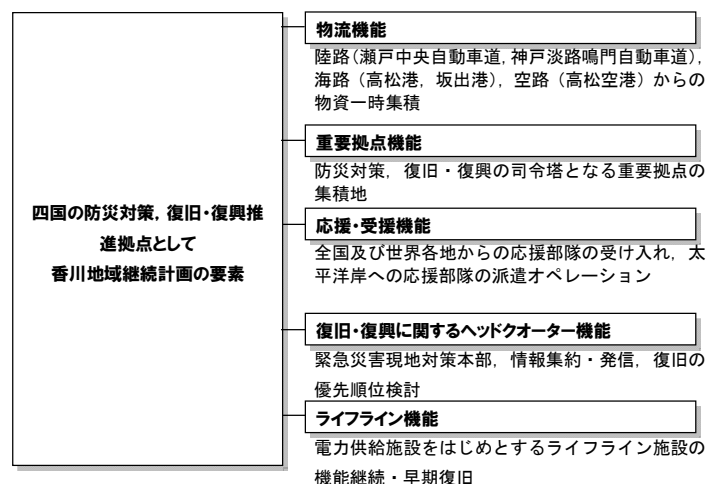 四国の防災対策，復旧・復興推
進拠点として
香川地域継続計画の要素
物流機能
陸路（瀬戸中央自動車道，神戸淡路鳴門自動車道），
海路（高松港，坂出港），空路（高松空港）からの
物資一時集積
重要拠点機能
防災対策，復旧・復興の司令塔となる重要拠点の
集積地
応援・受援機能
全国及び世界各地からの応援部隊の受け入れ，太
平洋岸への応援部隊の派遣オペレーション
復旧・復興に関するヘッドクオーター機能
緊急災害現地対策本部，情報集約・発信，復旧の
優先順位検討
ライフライン機能
電力供給施設をはじめとするライフライン施設の
機能継続・早期復旧